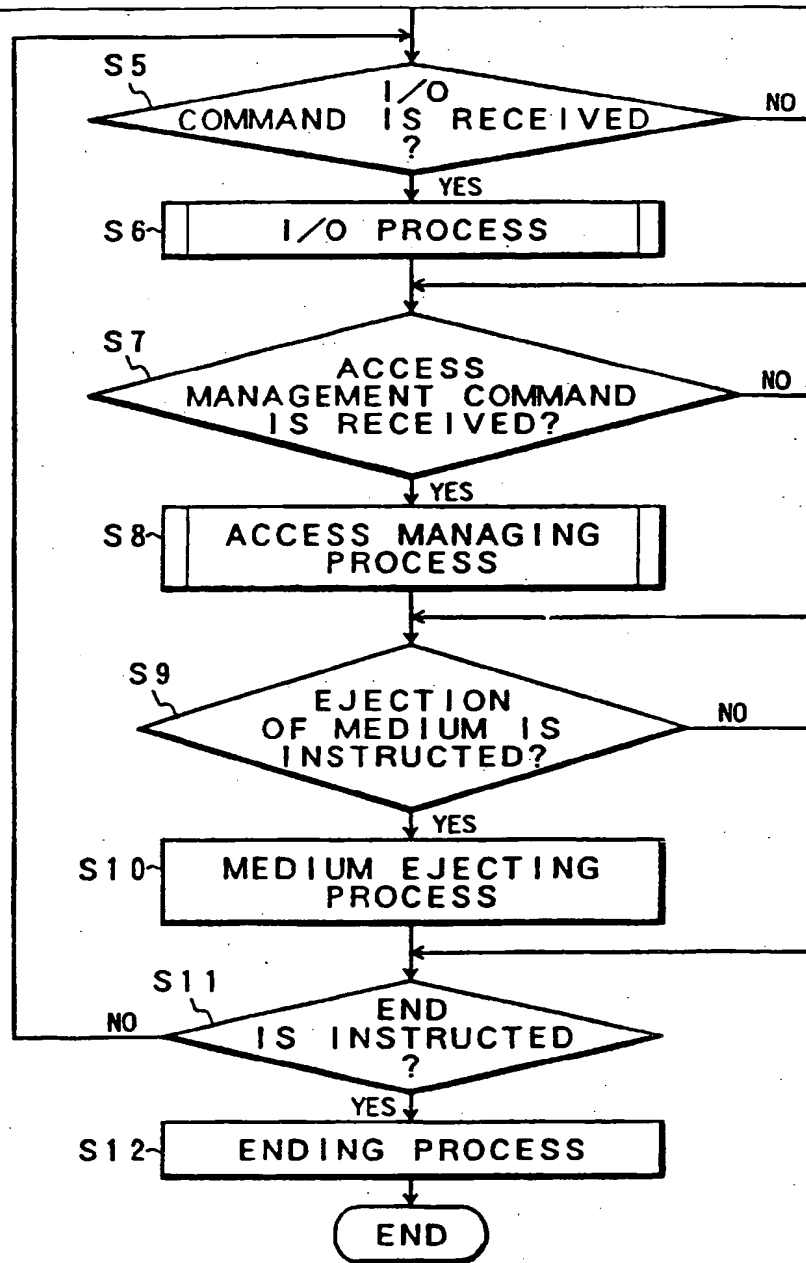 S5
I/O
COMMAND IS RECEIVED
?
NO
YES
S6
I/O PROCESS
S7
ACCESS
MANAGEMENT COMMAND
IS RECEIVED?
NO
YES
S8
ACCESS MANAGING
PROCESS
S9
EJECTION
OF MEDIUM IS
INSTRUCTED?
NO
YES
S10
MEDIUM EJECTING
PROCESS
S11
END
IS INSTRUCTED
?
NO
YES
S12
ENDING PROCESS
END